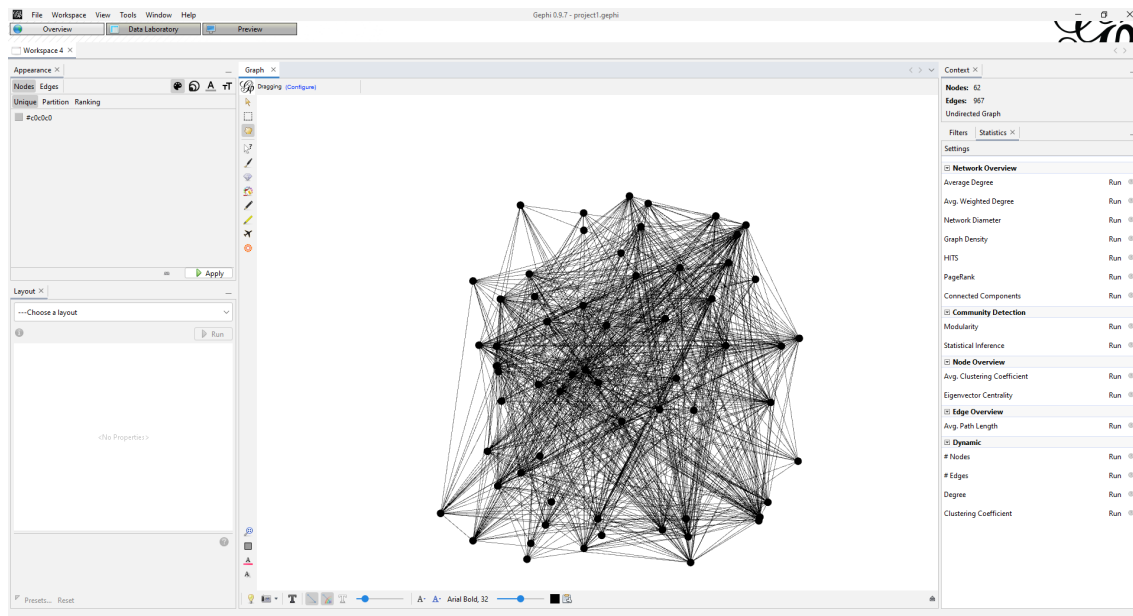 File Workspace View Tools Window Help
Gephi 0.9.7 - project1.gephi
Overview Data Laboratory Preview
Workspace 4 ×
Appearance ×
Nodes Edges
Unique Partition Ranking
#c0c0c0
Apply
Layout ×
---Choose a layout
Run
<No Properties>
Presets... Reset
Graph ×
Dragging (Configure)
Arial Bold, 32
Context ×
Nodes: 62
Edges: 967
Undirected Graph
Filters Statistics ×
Settings
Network Overview
Average Degree Run
Avg. Weighted Degree Run
Network Diameter Run
Graph Density Run
HITS Run
PageRank Run
Connected Components Run
Community Detection
Modularity Run
Statistical Inference Run
Node Overview
Avg. Clustering Coefficient Run
Eigenvector Centrality Run
Edge Overview
Avg. Path Length Run
Dynamic
# Nodes Run
# Edges Run
Degree Run
Clustering Coefficient Run